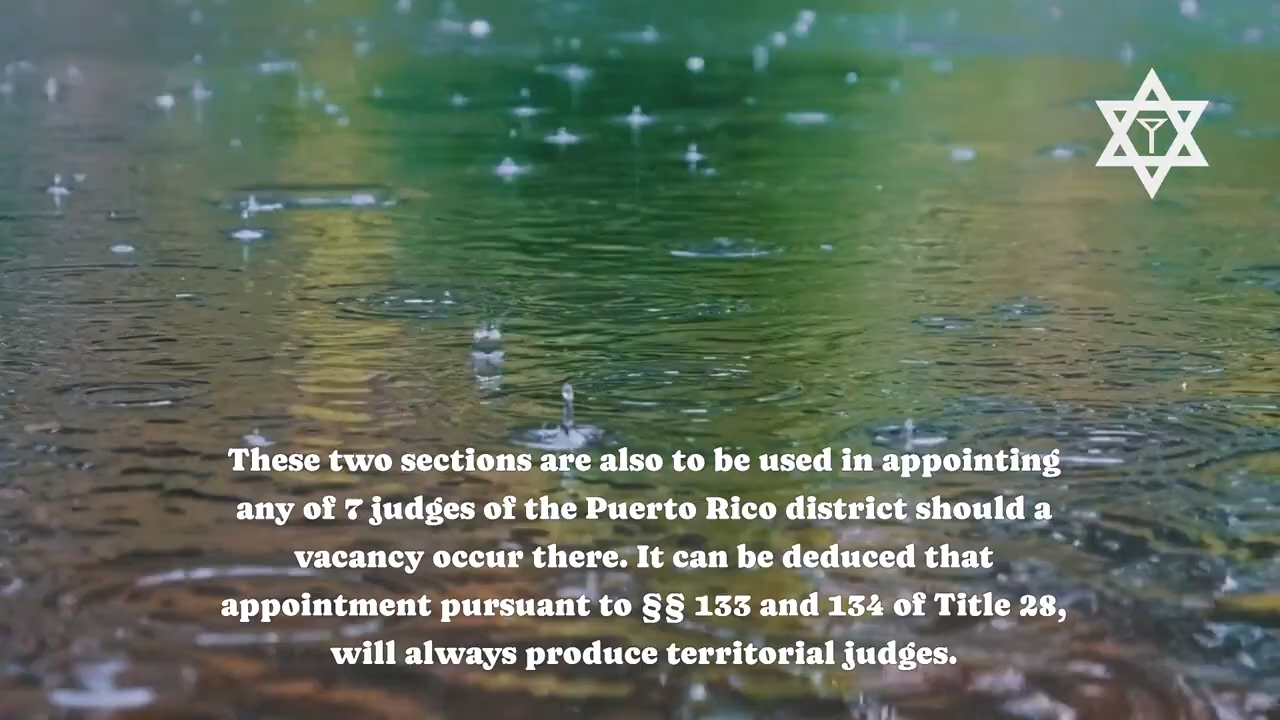 These two sections are also to be used in appointing
any of 7 judges of the Puerto Rico district should a
vacancy occur there. It can be deduced that
appointment pursuant to §§ 133 and 134 of Title 28,
will always produce territorial judges.